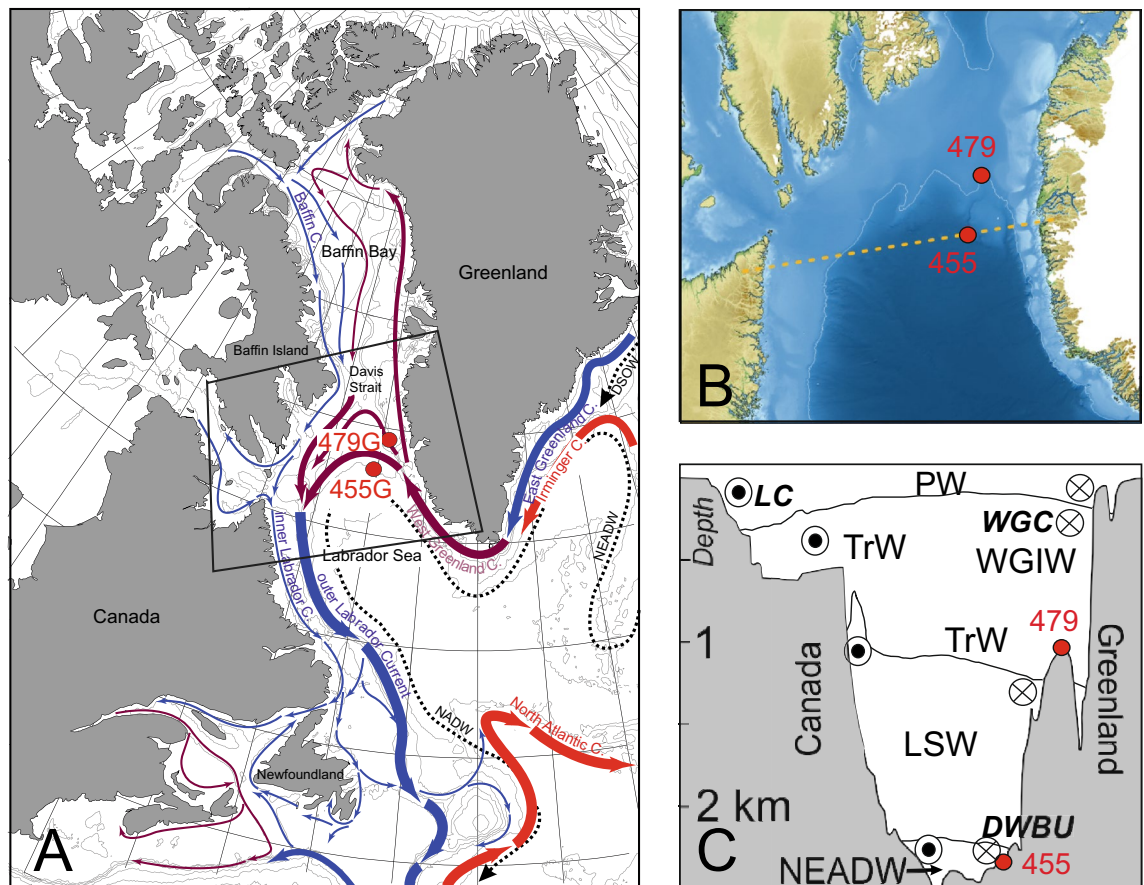 Baffin C.
Baffin Bay
Greenland
Baffin Island
Davis
Strait
DSOW
479G
455G
East Greenland C.
Irminger C.
West Greenland C.
NEADW
Labrador Sea
inner Labrador C.
outer Labrador Current
Canada
NADW
North Atlantic C.
Newfoundland
A
479
455
B
Depth
LC
PW
WGC
TrW
WGIW
479
1
TrW
Canada
Greenland
LSW
2 km
DWBU
C
NEADW
455